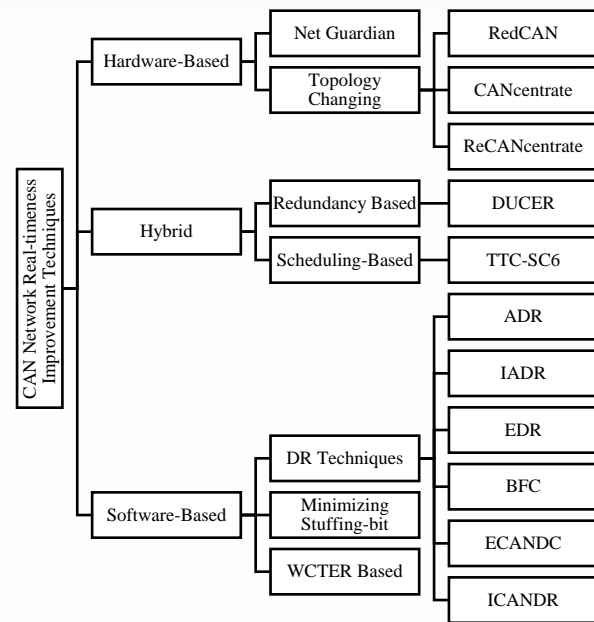 CAN Network Real-timeness
Improvement Techniques
Hardware-Based
Net Guardian
Topology
Changing
RedCAN
CANcentrate
ReCANcentrate
Hybrid
Redundancy Based
DUCER
Scheduling-Based
TTC-SC6
Software-Based
DR Techniques
ADR
IADR
EDR
BFC
ECANDC
ICANDR
Minimizing
Stuffing-bit
WCTER Based